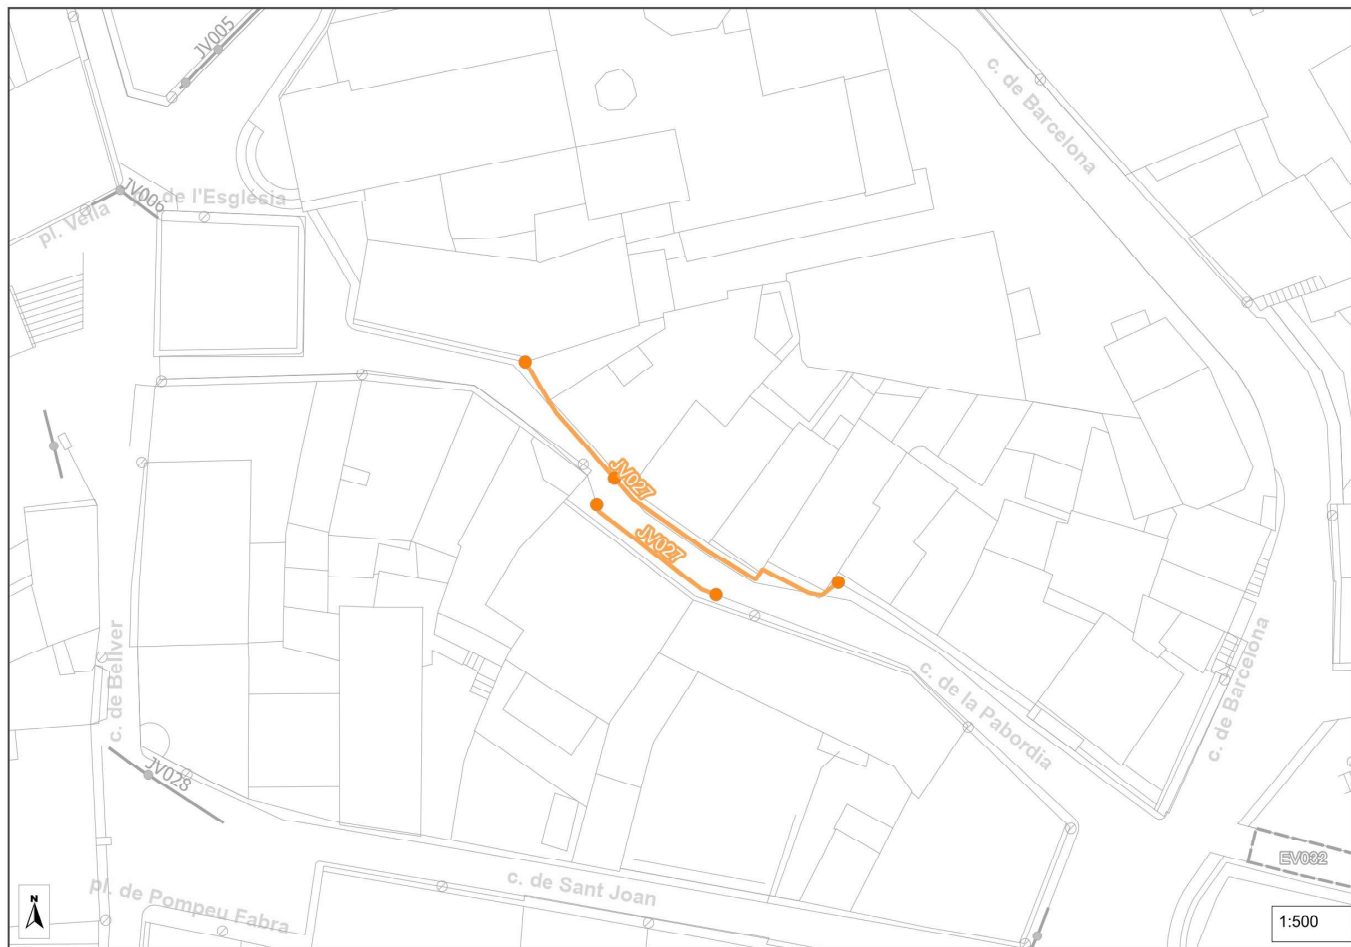 JV005
c. de Barcelona
JV006
de l'Església
pl. Vella
JV027
JV027
c. de Bellver
c. de la Pabordia
c. de Barcelona
JV028
EV032
pl. de Pompeu Fabra
c. de Sant Joan
N
1:500